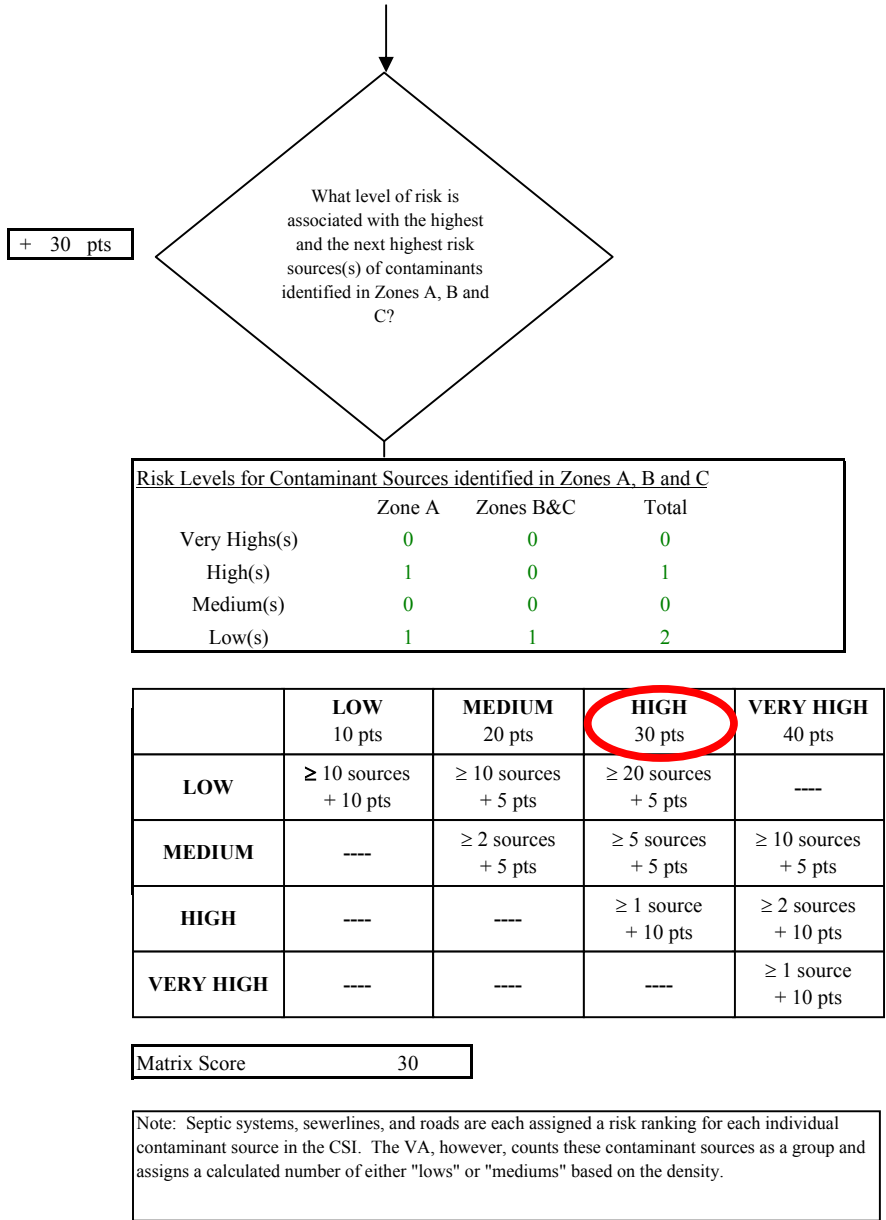 What level of risk is
associated with the highest
and the next highest risk
sources(s) of contaminants
identified in Zones A, B and
C?
+ 30 pts
Risk Levels for Contaminant Sources identified in Zones A, B and C
Zone A Zones B&C Total
Very Highs(s) 0 0 0
High(s) 1 0 1
Medium(s) 0 0 0
Low(s) 1 1 2
LOW MEDIUM HIGH VERY HIGH
10 pts 20 pts 30 pts 40 pts
LOW ≥ 10 sources ≥ 10 sources ≥ 20 sources ----
+ 10 pts + 5 pts + 5 pts
MEDIUM ---- ≥ 2 sources ≥ 5 sources ≥ 10 sources
+ 5 pts + 5 pts + 5 pts
HIGH ---- ---- ≥ 1 source ≥ 2 sources
+ 10 pts + 10 pts
VERY HIGH ---- ---- ---- ≥ 1 source
+ 10 pts
Matrix Score 30
Note: Septic systems, sewerlines, and roads are each assigned a risk ranking for each individual
contaminant source in the CSI. The VA, however, counts these contaminant sources as a group and
assigns a calculated number of either "lows" or "mediums" based on the density.